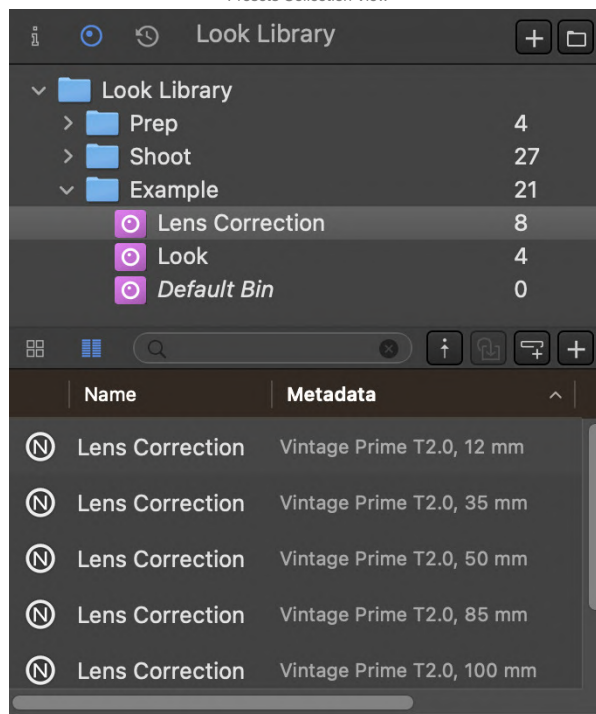 Look Library
Look Library
Prep 4
Shoot 27
Example 21
Lens Correction 8
Look 4
Default Bin 0
Name Metadata
N Lens Correction Vintage Prime T2.0, 12 mm
N Lens Correction Vintage Prime T2.0, 35 mm
N Lens Correction Vintage Prime T2.0, 50 mm
N Lens Correction Vintage Prime T2.0, 85 mm
N Lens Correction Vintage Prime T2.0, 100 mm